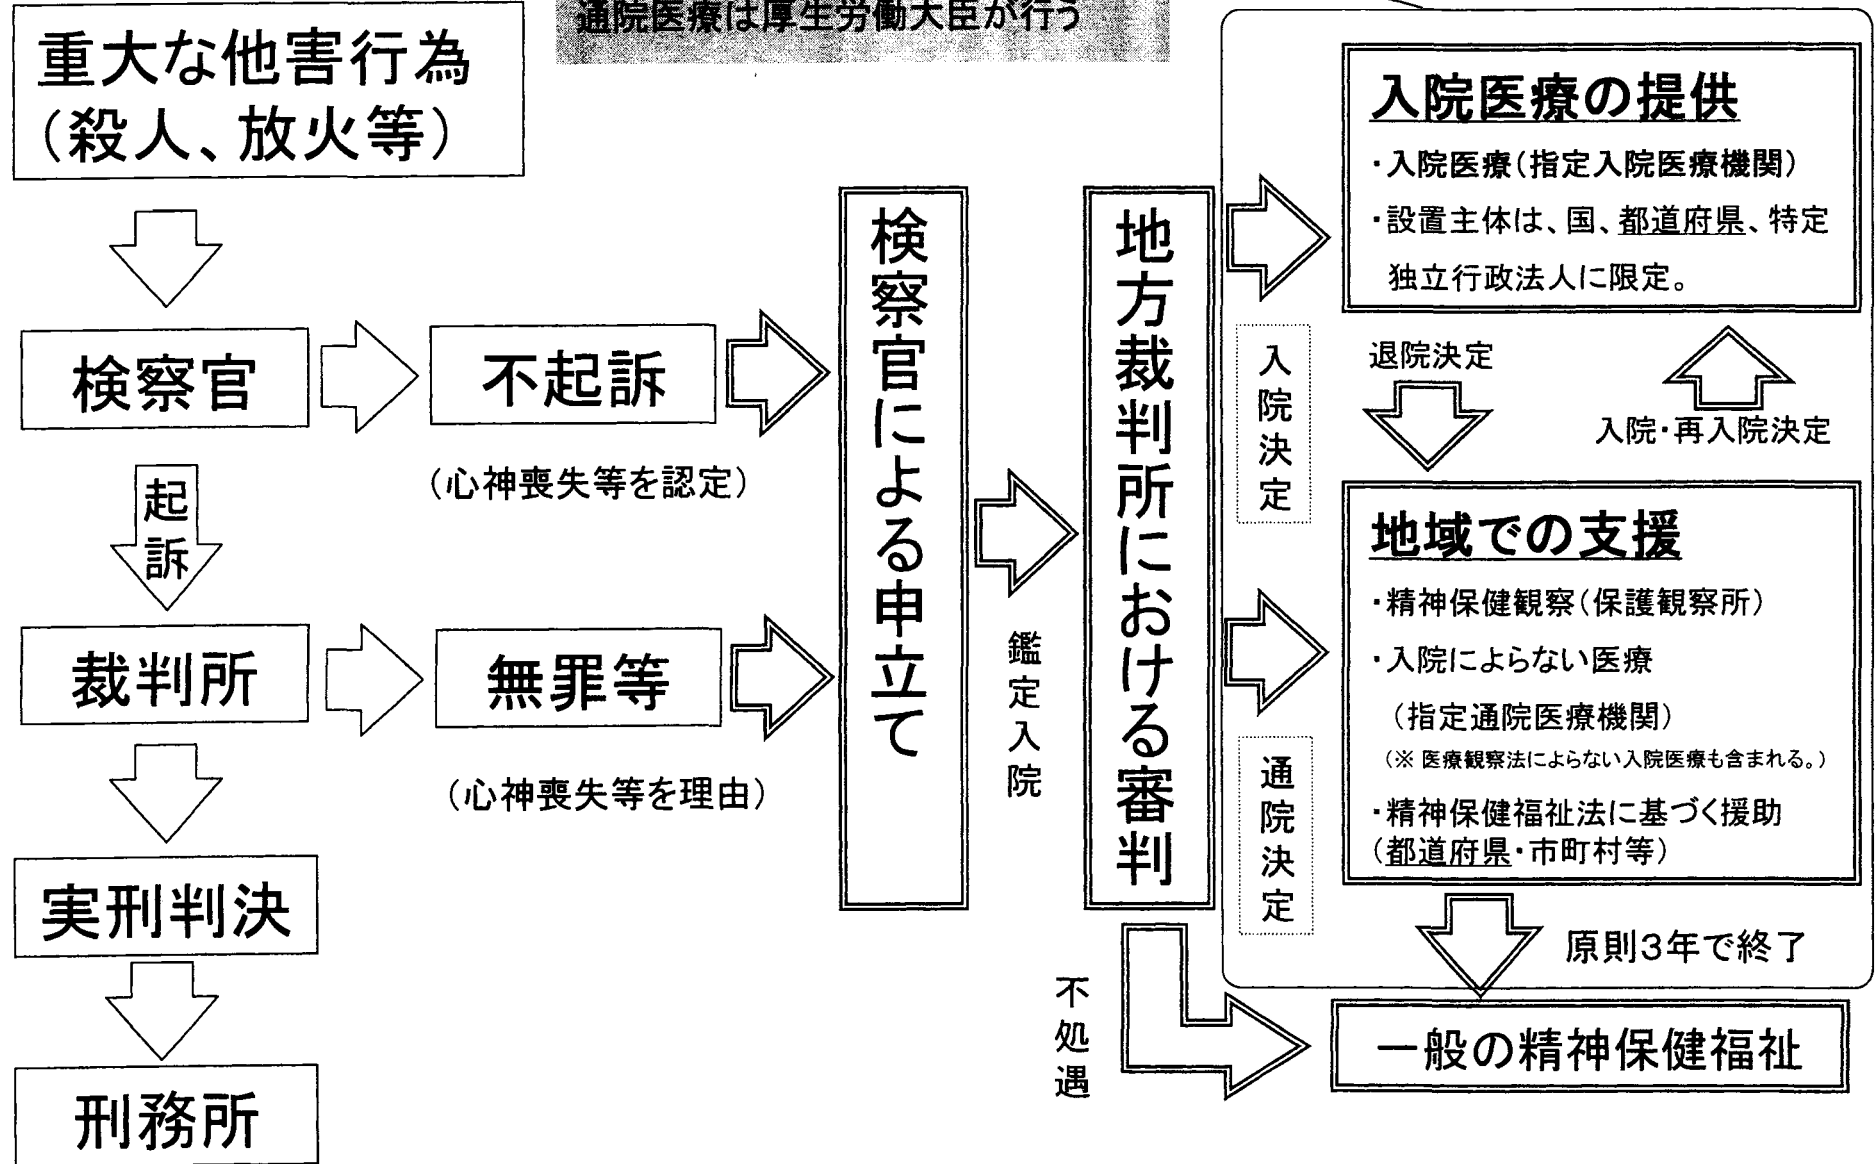 通院医療は厚生労働大臣が行う
重大な他害行為
（殺人、放火等）
検察官
不起訴
（心神喪失等を認定）
起訴
裁判所
無罪等
（心神喪失等を理由）
実刑判決
刑務所
検察官による申立て
鑑定入院
地方裁判所における審判
入院決定
通院決定
不処遇
入院医療の提供
・入院医療（指定入院医療機関）
・設置主体は、国、都道府県、特定
独立行政法人に限定。
退院決定
入院・再入院決定
地域での支援
・精神保健観察（保護観察所）
・入院によらない医療
（指定通院医療機関）
（※ 医療観察法によらない入院医療も含まれる。）
・精神保健福祉法に基づく援助
（都道府県・市町村等）
原則３年で終了
一般の精神保健福祉